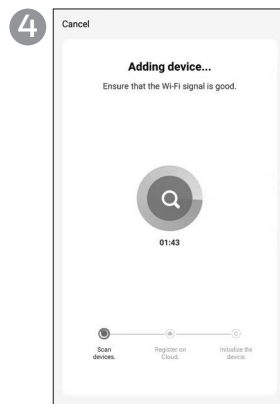 4
Cancel
Adding device...
Ensure that the Wi-Fi signal is good.
01:43
Scan
devices.
Register on
Cloud.
Initialize the
device.